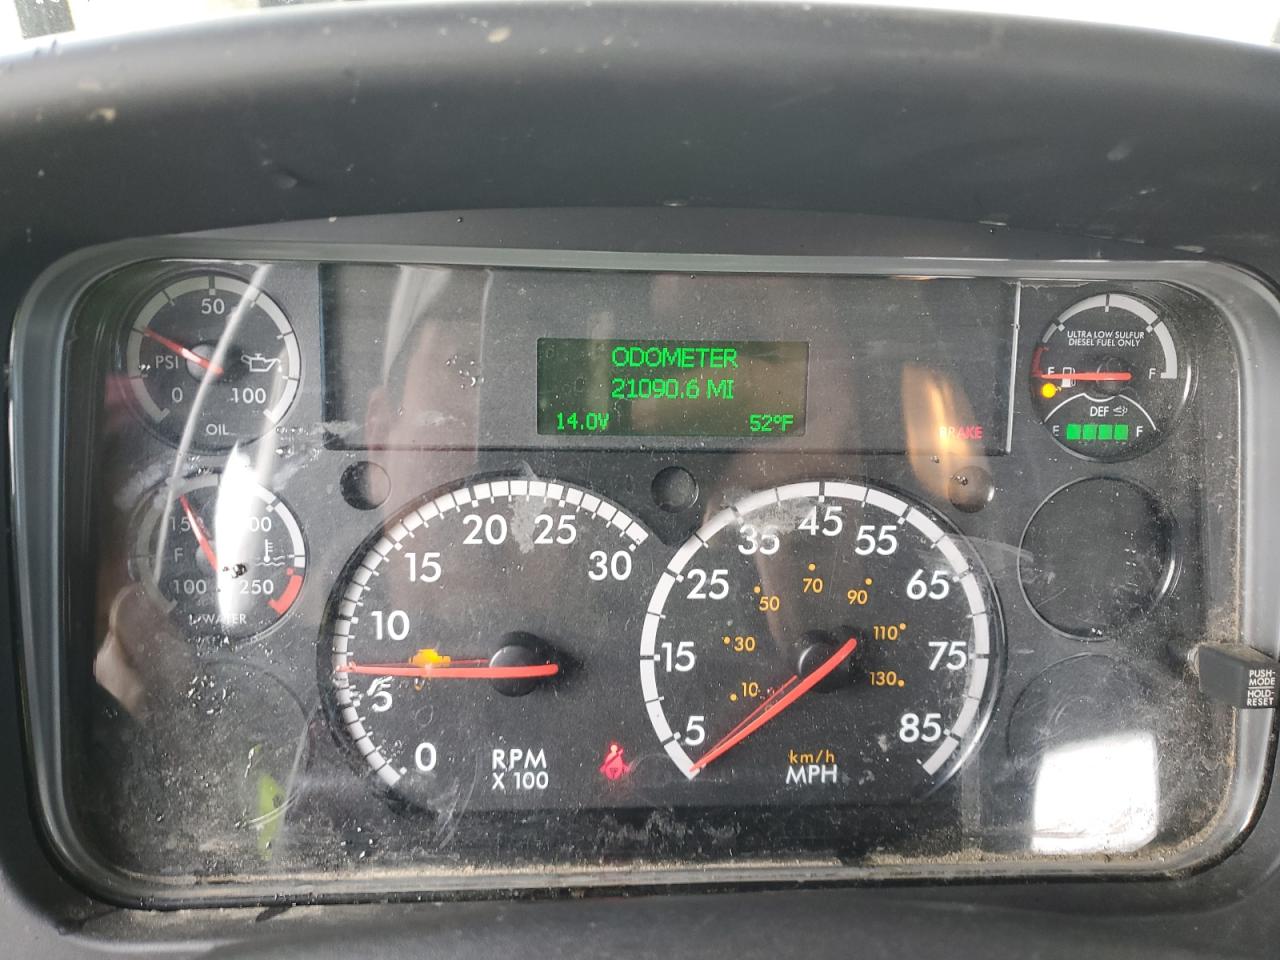 50
PSI
0
100
OIL
ODOMETER
21090.6 MI
14.0V
52°F
BRAKE
ULTRA LOW SULFUR
DIESEL FUEL ONLY
E
F
DEF
E
F
F
100
250
WATER
0
5
10
15
20
25
30
RPM
X 100
5
15
25
35
45
55
65
75
85
10
30
50
70
90
110
130
km/h
MPH
PUSH-
MODE
HOLD-
RESET